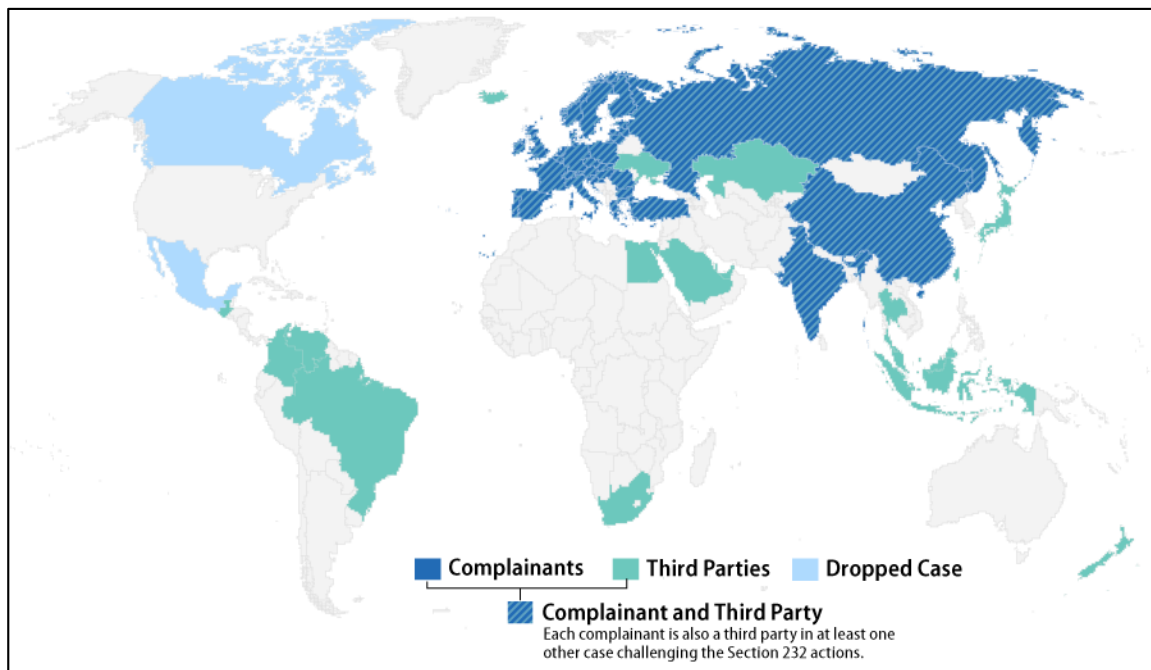 Complainants Third Parties Dropped Case
Complainant and Third Party
Each complainant is also a third party in at least one
other case challenging the Section 232 actions.